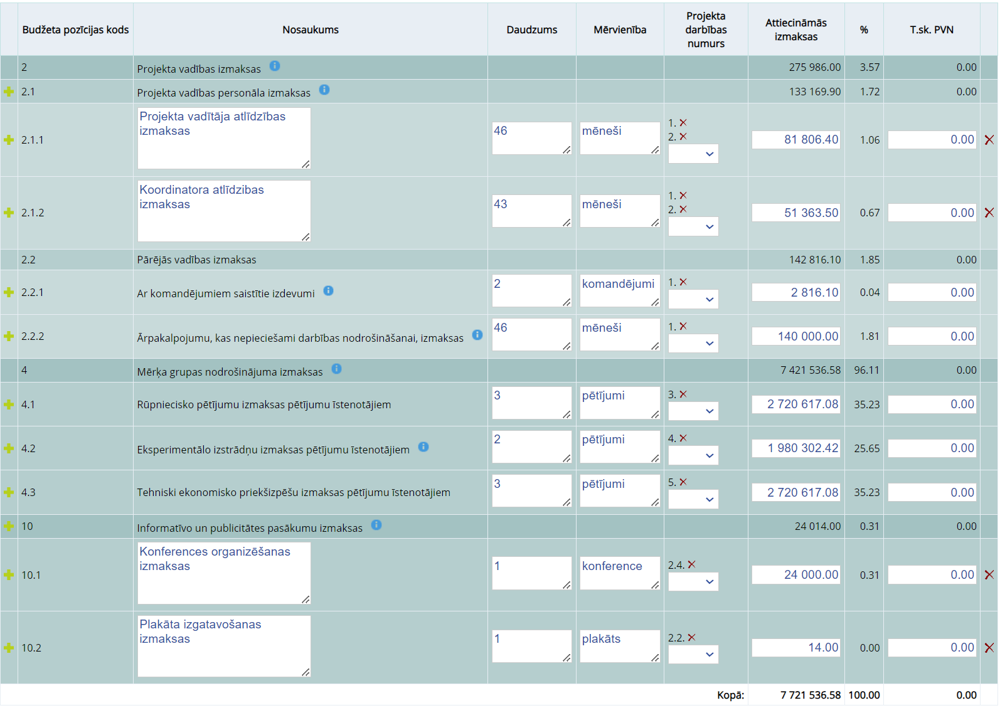 Budžeta pozīcijas kods Nosaukums Daudzums Mērvienība Projekta darbības numurs Attiecināmās izmaksas % T.sk. PVN
2 Projekta vadības izmaksas 275 986.00 3.57 0.00
2.1 Projekta vadības personāla izmaksas 133 169.90 1.72 0.00
2.1.1 Projekta vadītāja atlīdzības izmaksas 46 mēneši 1. 2. 81 806.40 1.06 0.00
2.1.2 Koordinatora atlīdzibas izmaksas 43 mēneši 1. 2. 51 363.50 0.67 0.00
2.2 Pārējās vadības izmaksas 142 816.10 1.85 0.00
2.2.1 Ar komandējumiem saistītie izdevumi 2 komandējumi 1. 2 816.10 0.04 0.00
2.2.2 Ārpakalpojumu, kas nepieciešami darbības nodrošināšanai, izmaksas 46 mēneši 1. 140 000.00 1.81 0.00
4 Mērķa grupas nodrošinājuma izmaksas 7 421 536.58 96.11 0.00
4.1 Rūpniecisko pētījumu izmaksas pētījumu īstenotājiem 3 pētījumi 3. 2 720 617.08 35.23 0.00
4.2 Eksperimentālo izstrādņu izmaksas pētījumu īstenotājiem 2 pētījumi 4. 1 980 302.42 25.65 0.00
4.3 Tehniski ekonomisko priekšizpēšu izmaksas pētījumu īstenotājiem 3 pētījumi 5. 2 720 617.08 35.23 0.00
10 Informatīvo un publicitātes pasākumu izmaksas 24 014.00 0.31 0.00
10.1 Konferences organizēšanas izmaksas 1 konference 2.4. 24 000.00 0.31 0.00
10.2 Plakāta izgatavošanas izmaksas 1 plakāts 2.2. 14.00 0.00 0.00
Kopā: 7 721 536.58 100.00 0.00